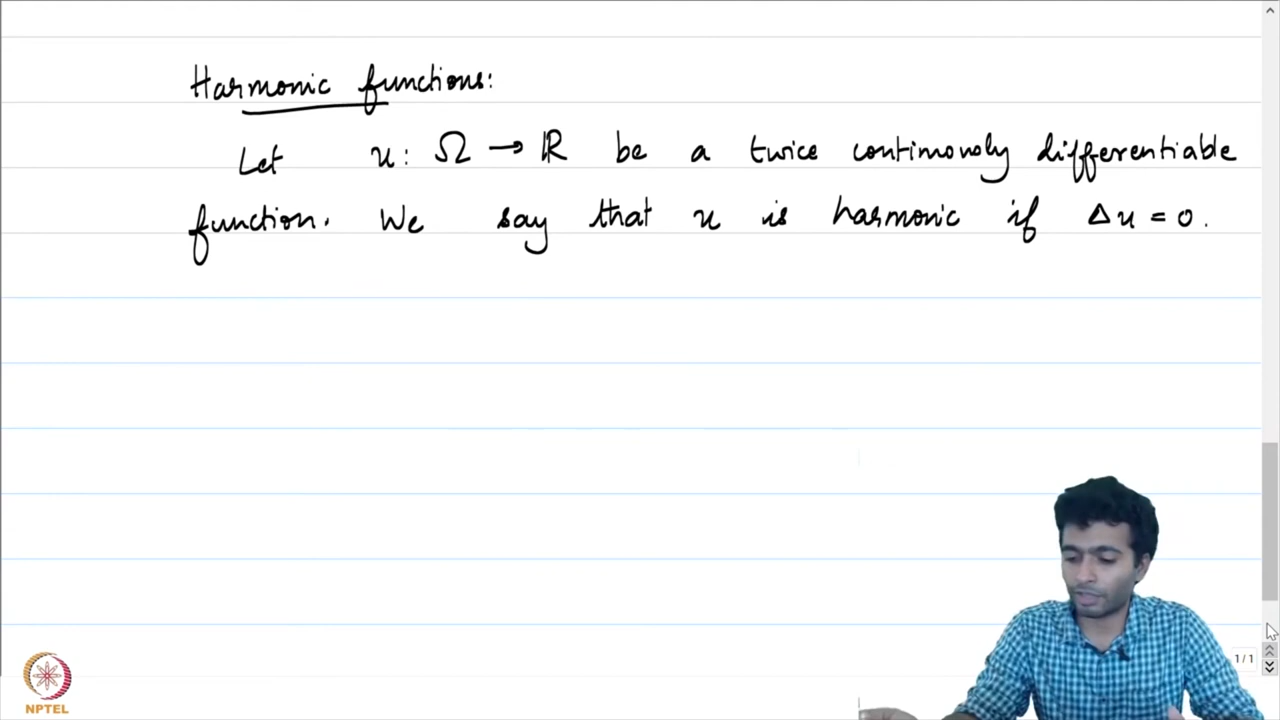 Harmonic functions:
Let u: Ω → ℝ be a twice continuously differentiable
function. We say that u is harmonic if Δu = 0.
1/1
NPTEL